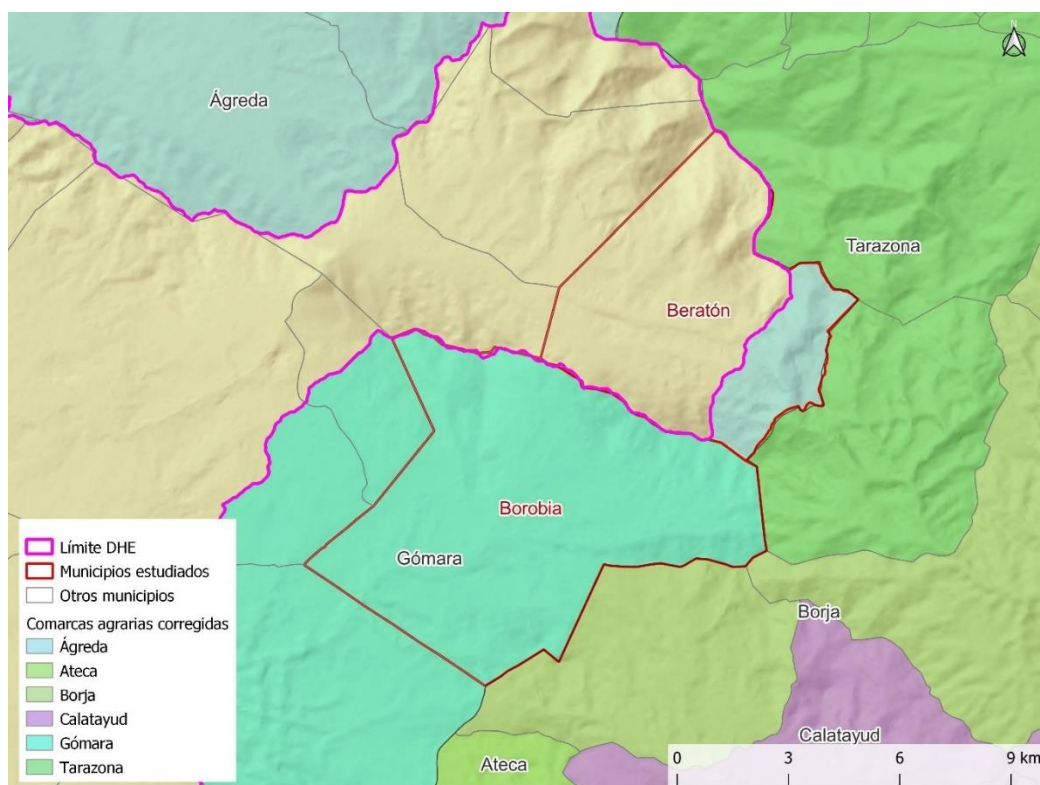 N
Ágreda
Tarazona
Beratón
Borobia
Gómara
Borja
Calatayud
Ateca
Límite DHE
Municipios estudiados
Otros municipios
Comarcas agrarias corregidas
Ágreda
Ateca
Borja
Calatayud
Gómara
Tarazona
0 3 6 9 km